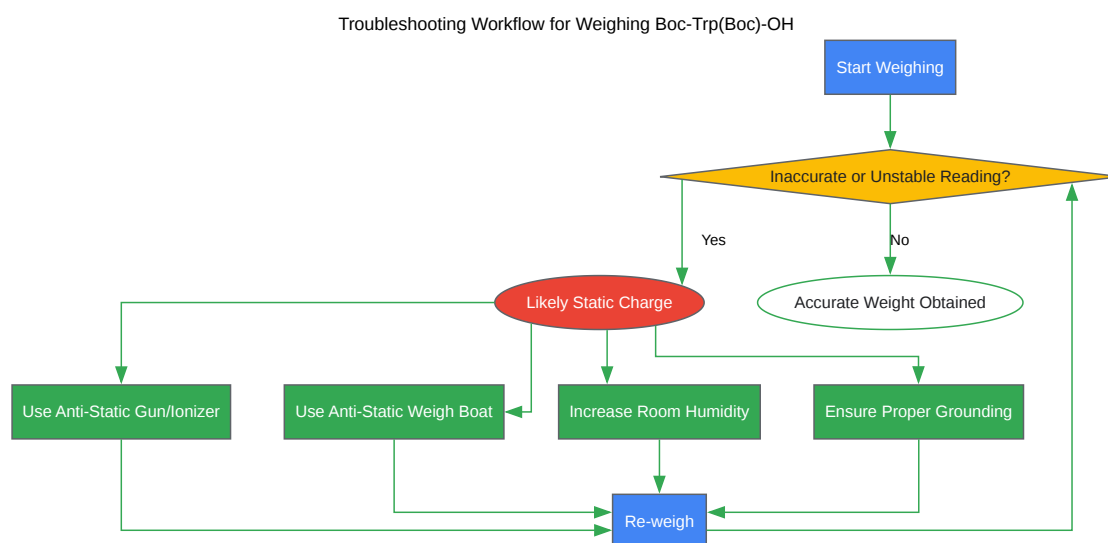 Troubleshooting Workflow for Weighing Boc-Trp(Boc)-OH
Start Weighing
Inaccurate or Unstable Reading?
Yes
No
Likely Static Charge
Accurate Weight Obtained
Use Anti-Static Gun/Ionizer
Use Anti-Static Weigh Boat
Increase Room Humidity
Ensure Proper Grounding
Re-weigh